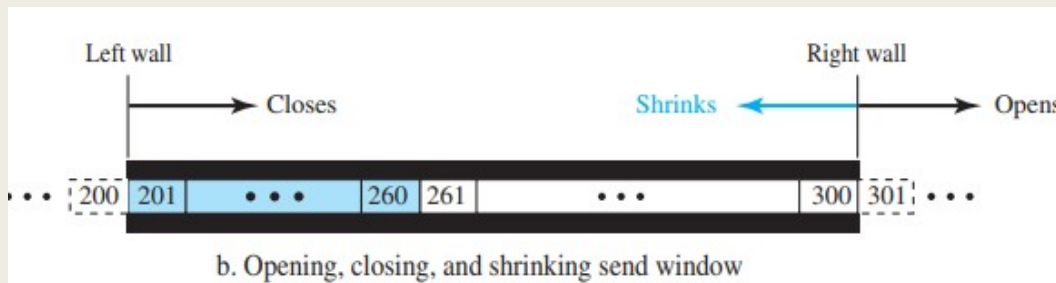 Left wall Right wall
Closes Shrinks Opens
••• 200 201 ••• 260 261 ••• 300 301 •••
b. Opening, closing, and shrinking send window